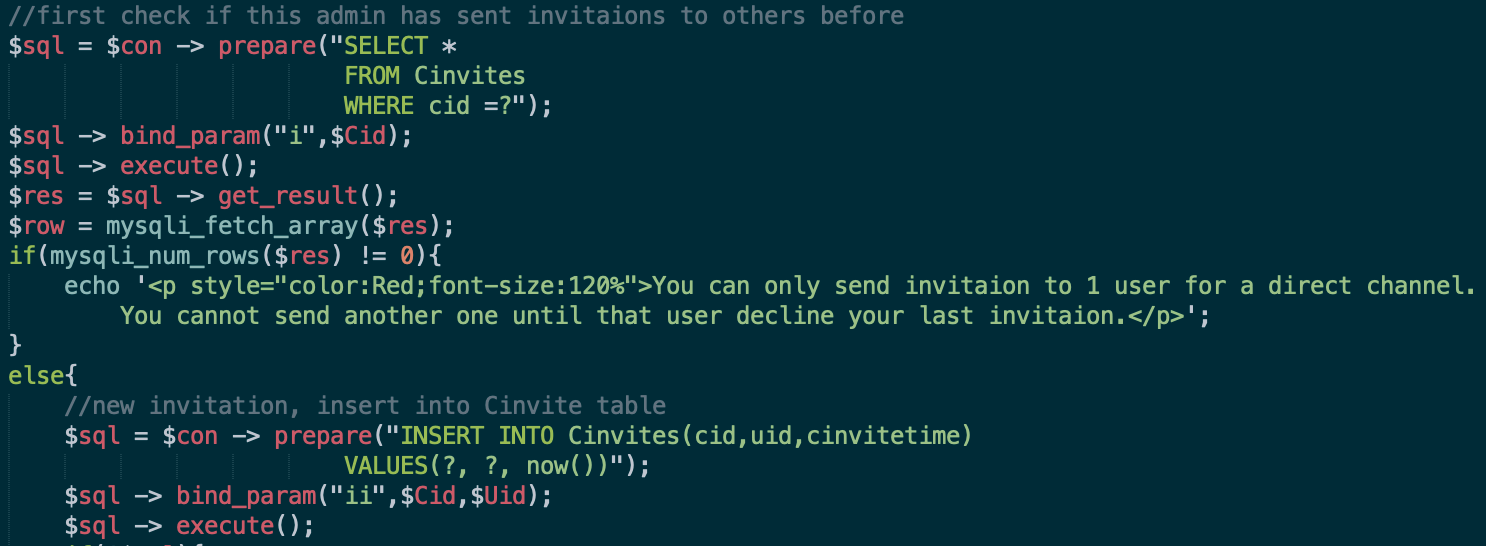 //first check if this admin has sent invitaions to others before
$sql = $con -> prepare("SELECT *
FROM Cinvites
WHERE cid =?");
$sql -> bind_param("i",$Cid);
$sql -> execute();
$res = $sql -> get_result();
$row = mysqli_fetch_array($res);
if(mysqli_num_rows($res) != 0){
echo '<p style="color:Red;font-size:120%">You can only send invitaion to 1 user for a direct channel.
You cannot send another one until that user decline your last invitaion.</p>';
}
else{
//new invitation, insert into Cinvite table
$sql = $con -> prepare("INSERT INTO Cinvites(cid,uid,cinvitetime)
VALUES(?, ?, now())");
$sql -> bind_param("ii",$Cid,$Uid);
$sql -> execute();